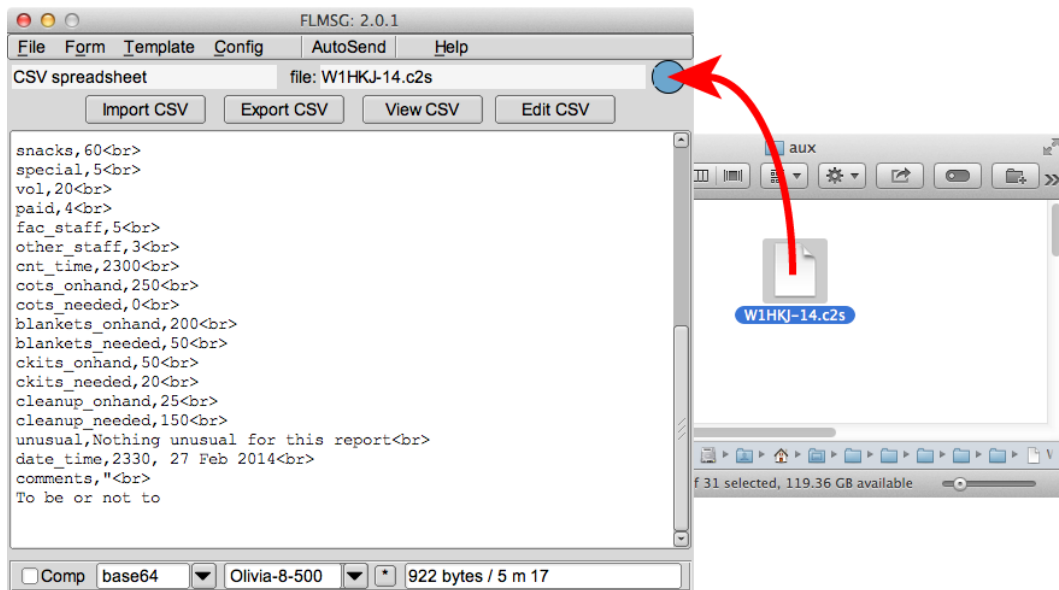 FLMSG: 2.0.1
File Form Template Config AutoSend Help
CSV spreadsheet file: W1HKJ-14.c2s
Import CSV Export CSV View CSV Edit CSV
snacks,60<br>
special,5<br>
vol,20<br>
paid,4<br>
fac_staff,5<br>
other_staff,3<br>
cnt_time,2300<br>
cots_onhand,250<br>
cots_needed,0<br>
blankets_onhand,200<br>
blankets_needed,50<br>
ckits_onhand,50<br>
ckits_needed,20<br>
cleanup_onhand,25<br>
cleanup_needed,150<br>
unusual,Nothing unusual for this report<br>
date_time,2330, 27 Feb 2014<br>
comments,"<br>
To be or not to
Comp base64 Olivia-8-500 * 922 bytes / 5 m 17
aux
W1HKJ-14.c2s
f 31 selected, 119.36 GB available